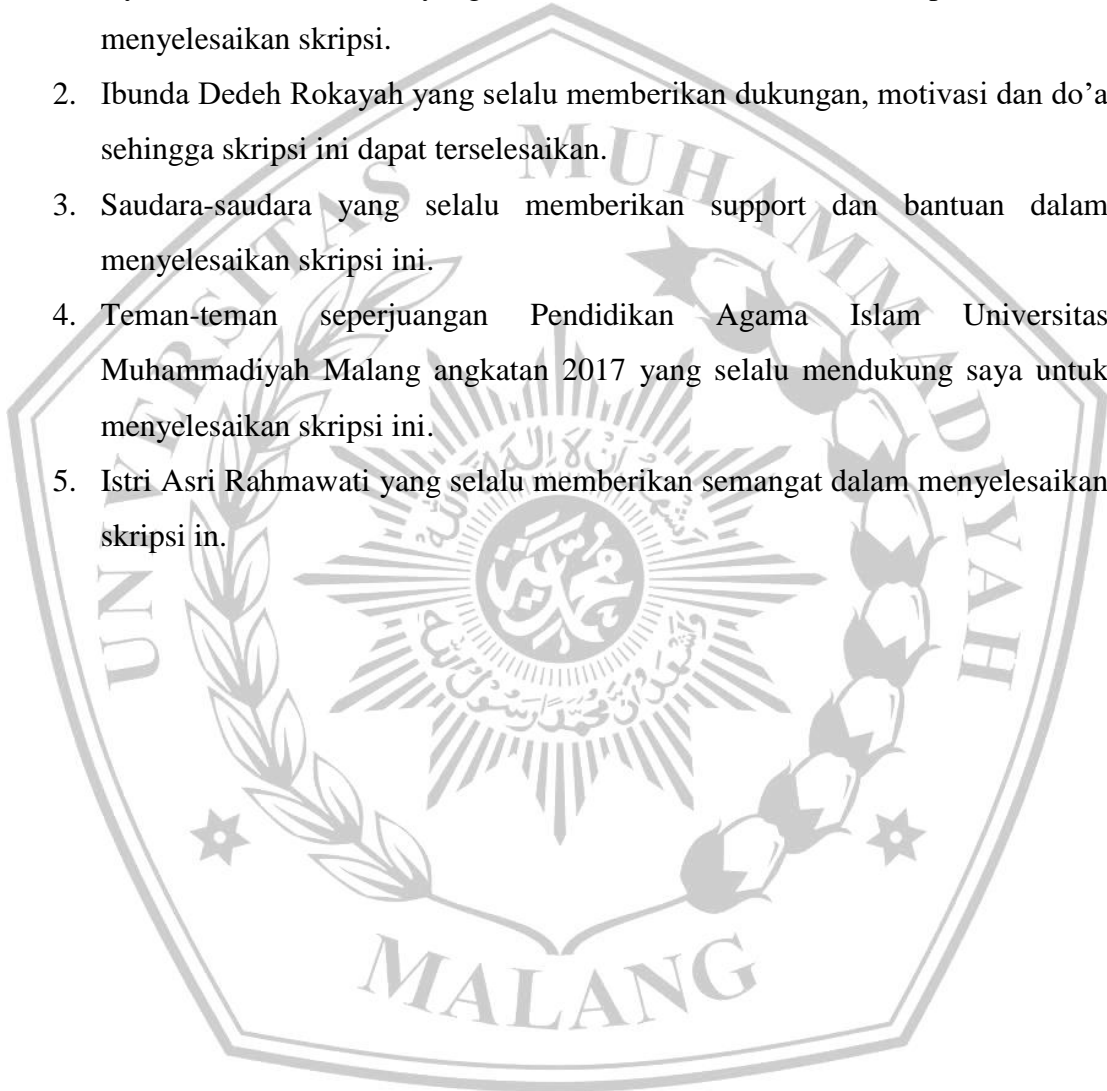 menyelesaikan skripsi.
2. Ibunda Dedeh Rokayah yang selalu memberikan dukungan, motivasi dan do’a
sehingga skripsi ini dapat terselesaikan.
3. Saudara-saudara yang selalu memberikan support dan bantuan dalam
menyelesaikan skripsi ini.
4. Teman-teman seperjuangan Pendidikan Agama Islam Universitas
Muhammadiyah Malang angkatan 2017 yang selalu mendukung saya untuk
menyelesaikan skripsi ini.
5. Istri Asri Rahmawati yang selalu memberikan semangat dalam menyelesaikan
skripsi in.
UNIVERSITAS MUHAMMADIYAH
MALANG